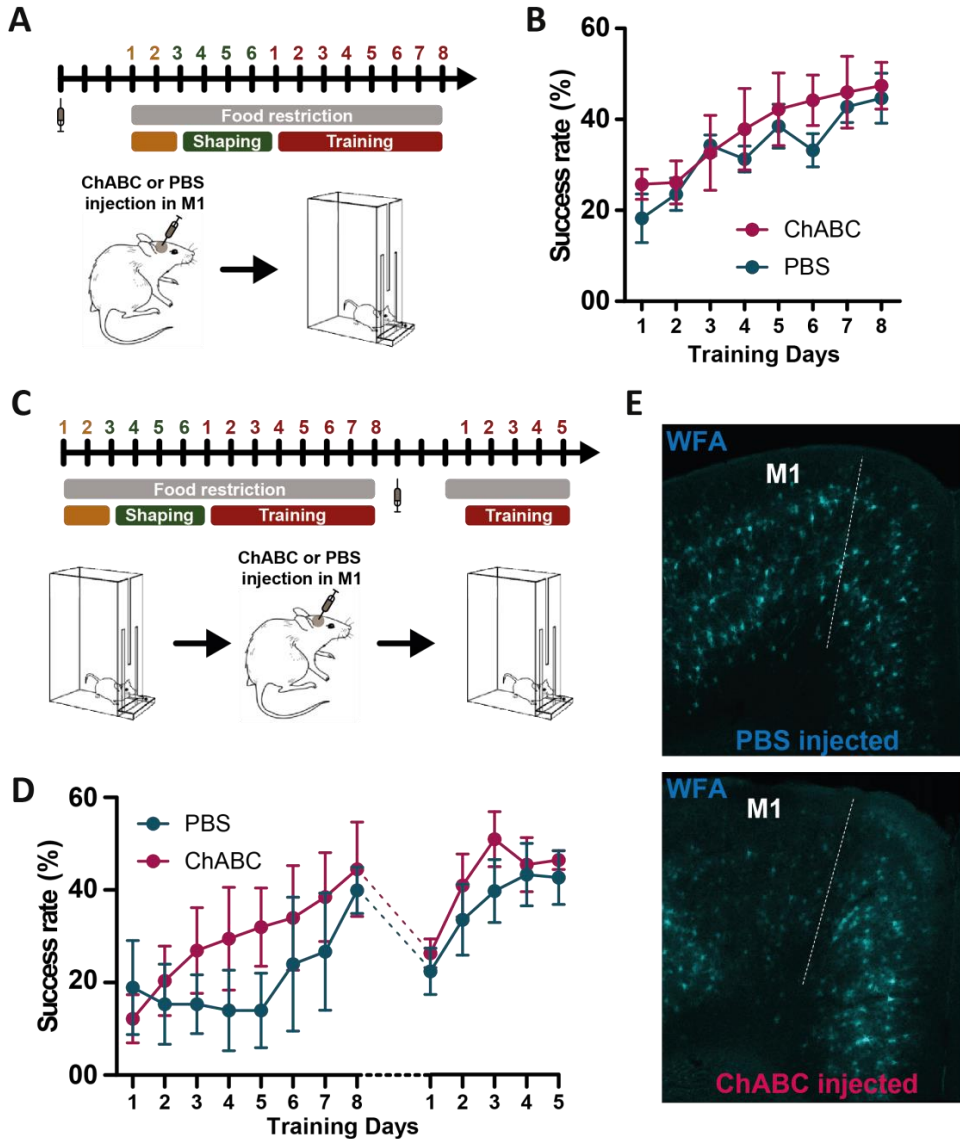 A
1 2 3 4 5 6 1 2 3 4 5 6 7 8
Food restriction
Shaping
Training
ChABC or PBS
injection in M1
B
60
40
20
00
Success rate (%)
ChABC
PBS
1 2 3 4 5 6 7 8
Training Days
C
1 2 3 4 5 6 1 2 3 4 5 6 7 8 1 2 3 4 5
Food restriction
Shaping
Training
Training
ChABC or PBS
injection in M1
D
60
40
20
00
Success rate (%)
PBS
ChABC
1 2 3 4 5 6 7 8 1 2 3 4 5
Training Days
E
WFA
M1
PBS injected
WFA
M1
ChABC injected